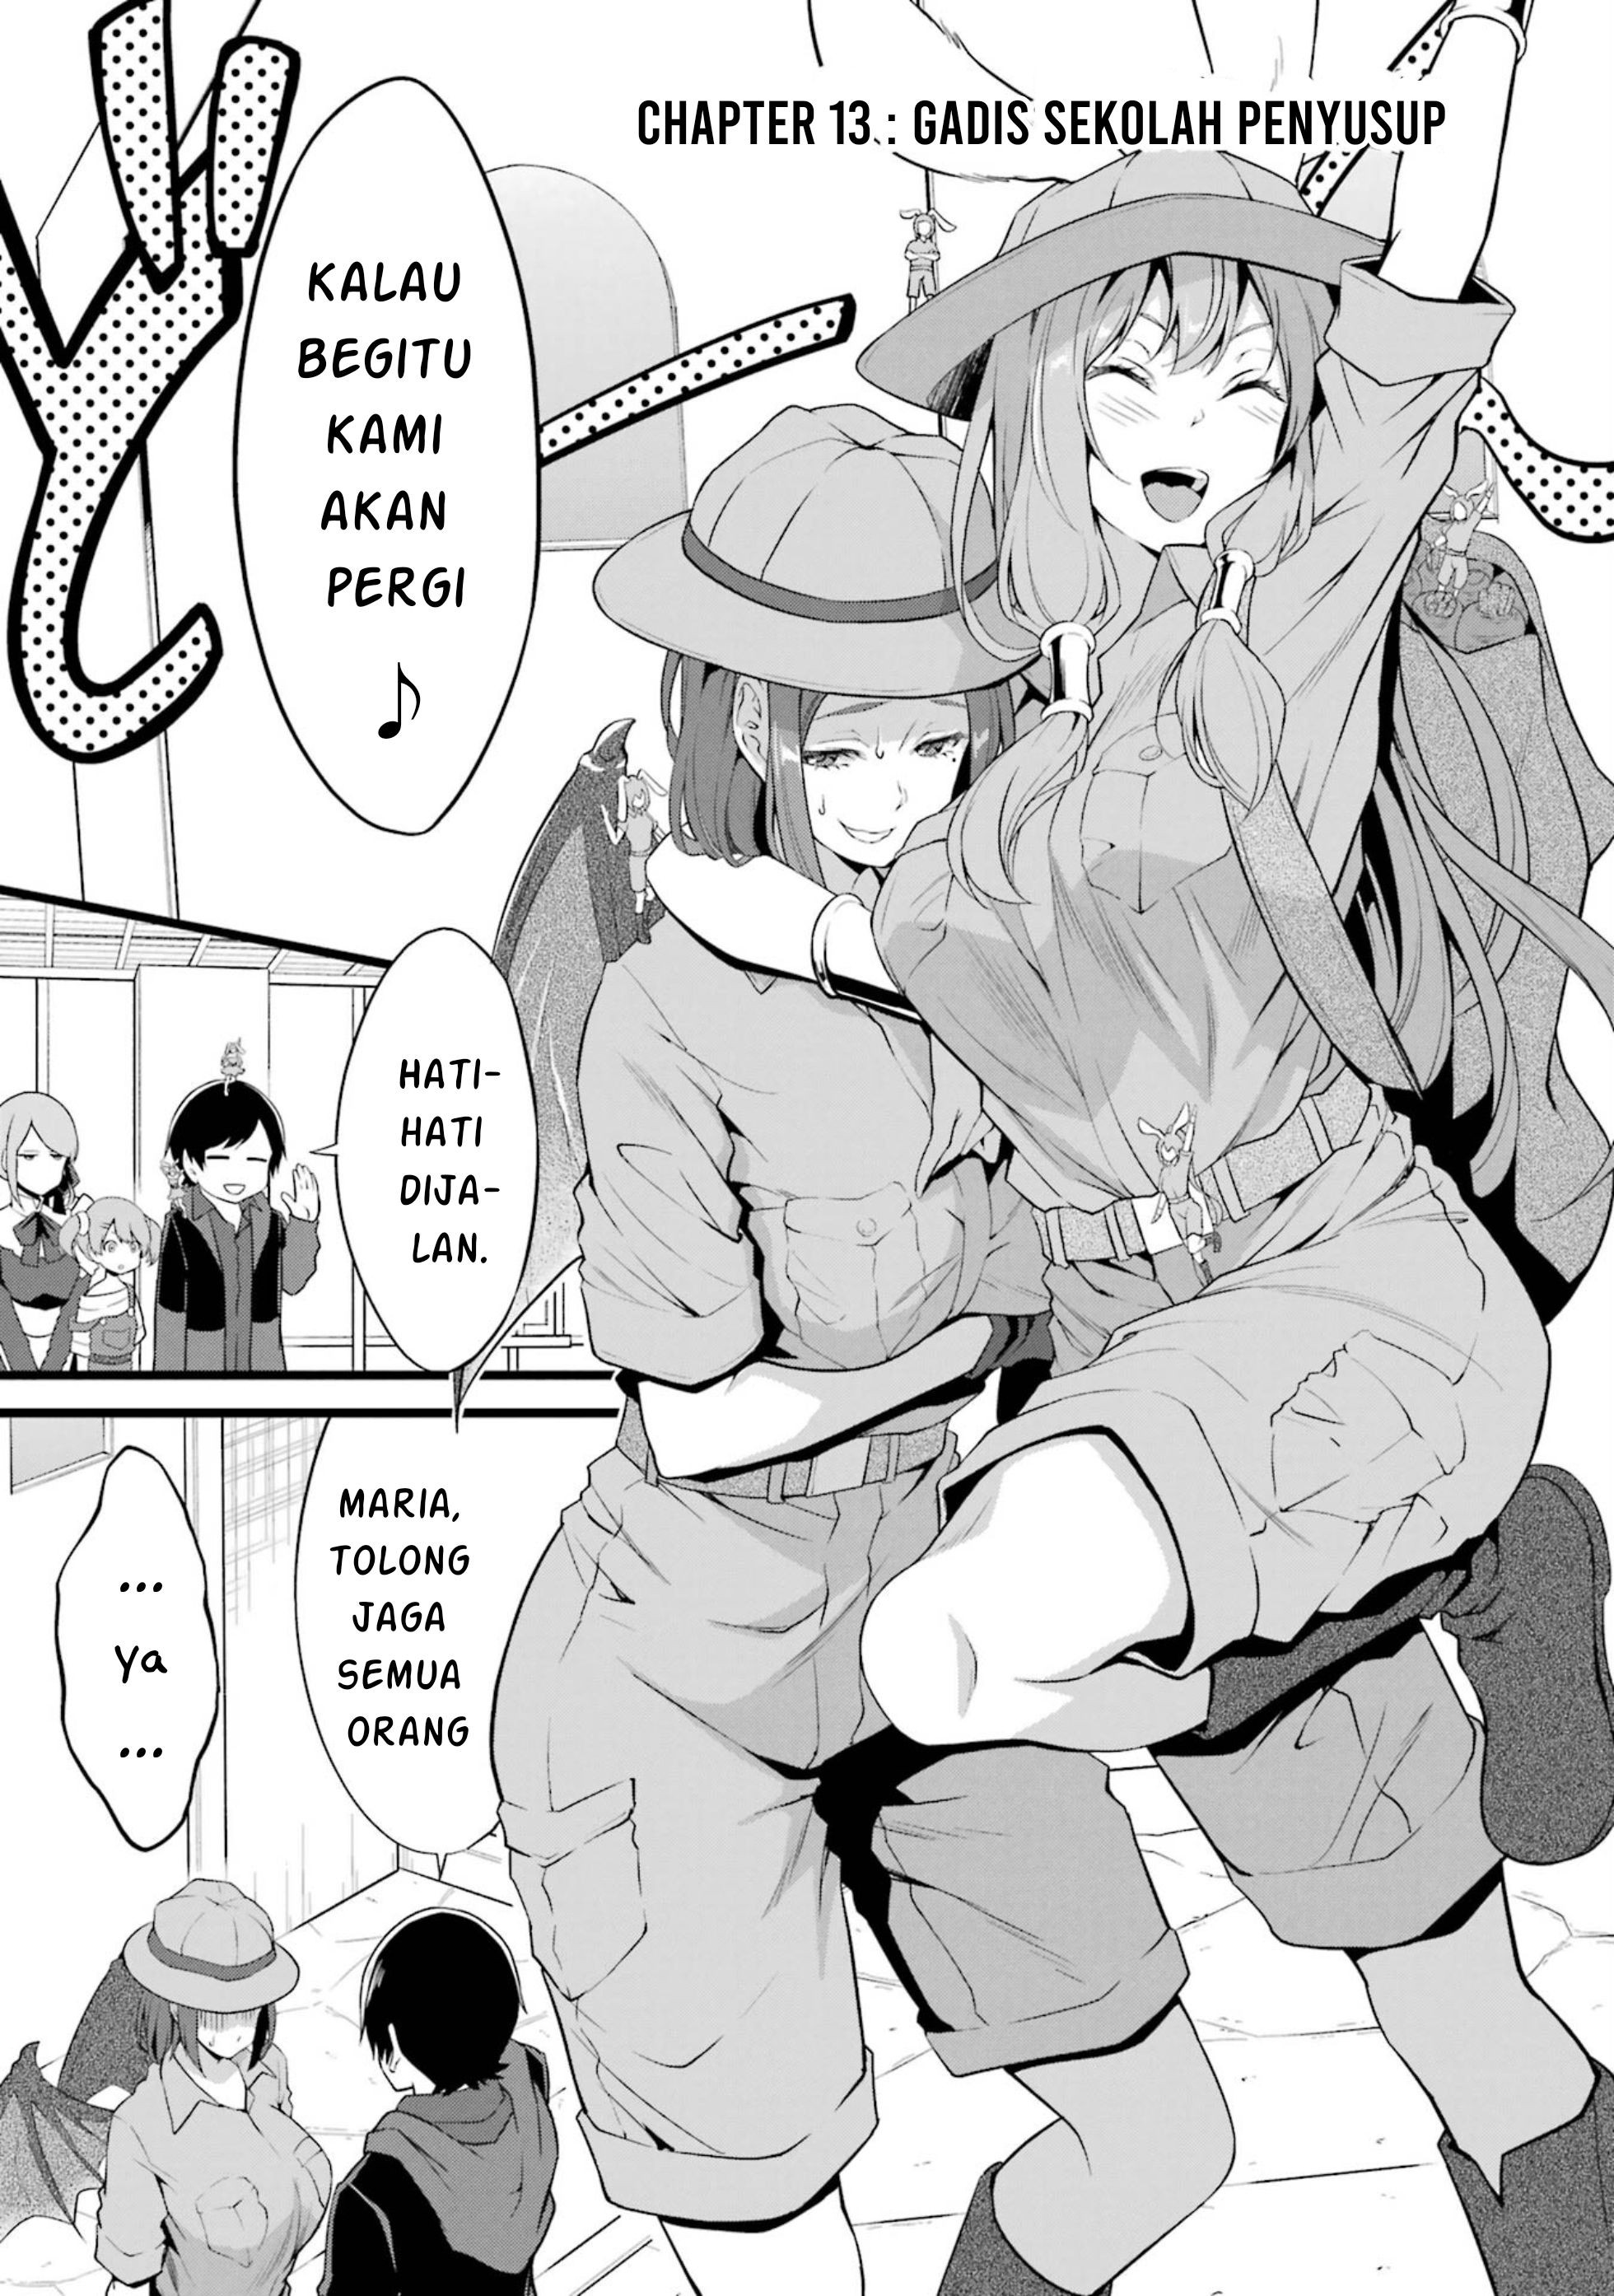 CHAPTER 13 : GADIS SEKOLAH PENYUSUP
KALAU
BEGITU
KAMI
AKAN
PERGI
♪
HATI-
HATI
DIJA-
LAN.
MARIA,
TOLONG
JAGA
SEMUA
ORANG
...
Ya
...